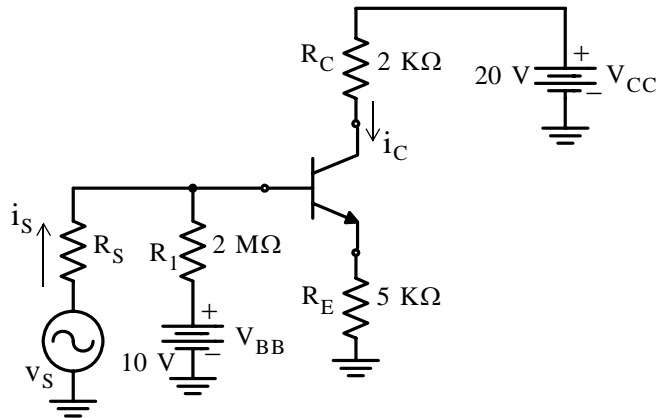 R_C 2 KΩ
20 V + − V_CC
i_C
i_S
R_S
R_1 2 MΩ
R_E 5 KΩ
+ − V_BB
10 V
v_S